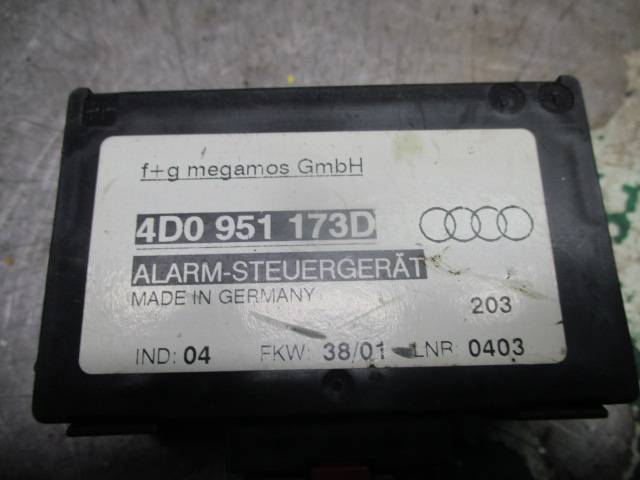 f+g megamos GmbH
4D0 951 173D
ALARM-STEUERGERÄT
MADE IN GERMANY
203
IND: 04 FKW: 38/01 LNR 0403